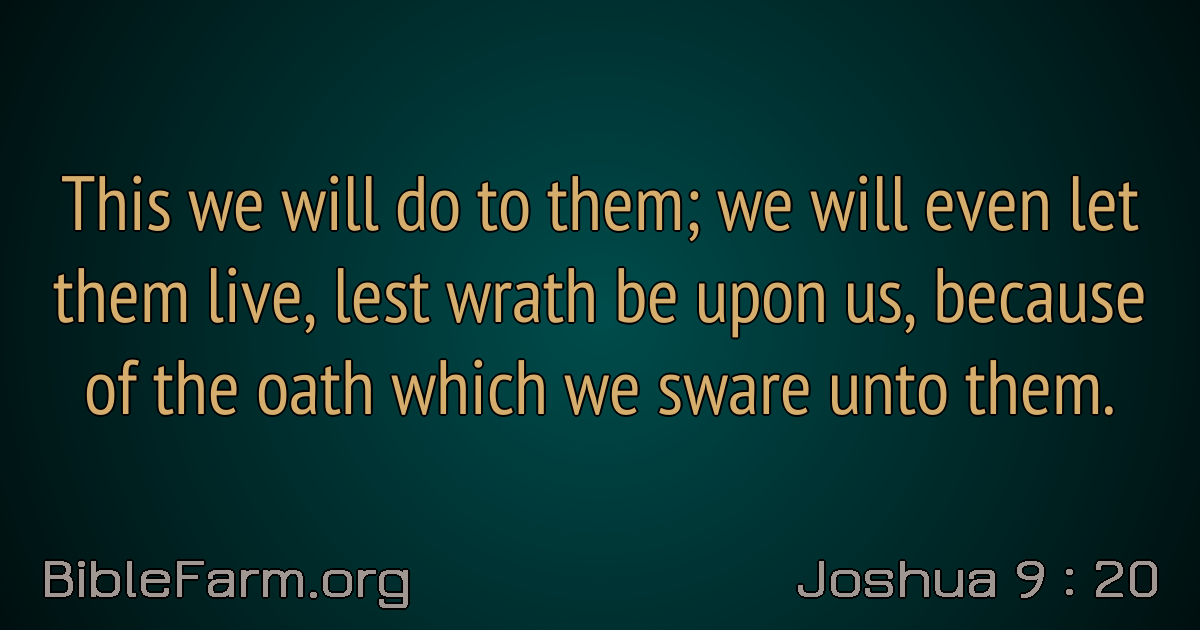 This we will do to them; we will even let
them live, lest wrath be upon us, because
of the oath which we sware unto them.
BibleFarm.org
Joshua 9 : 20